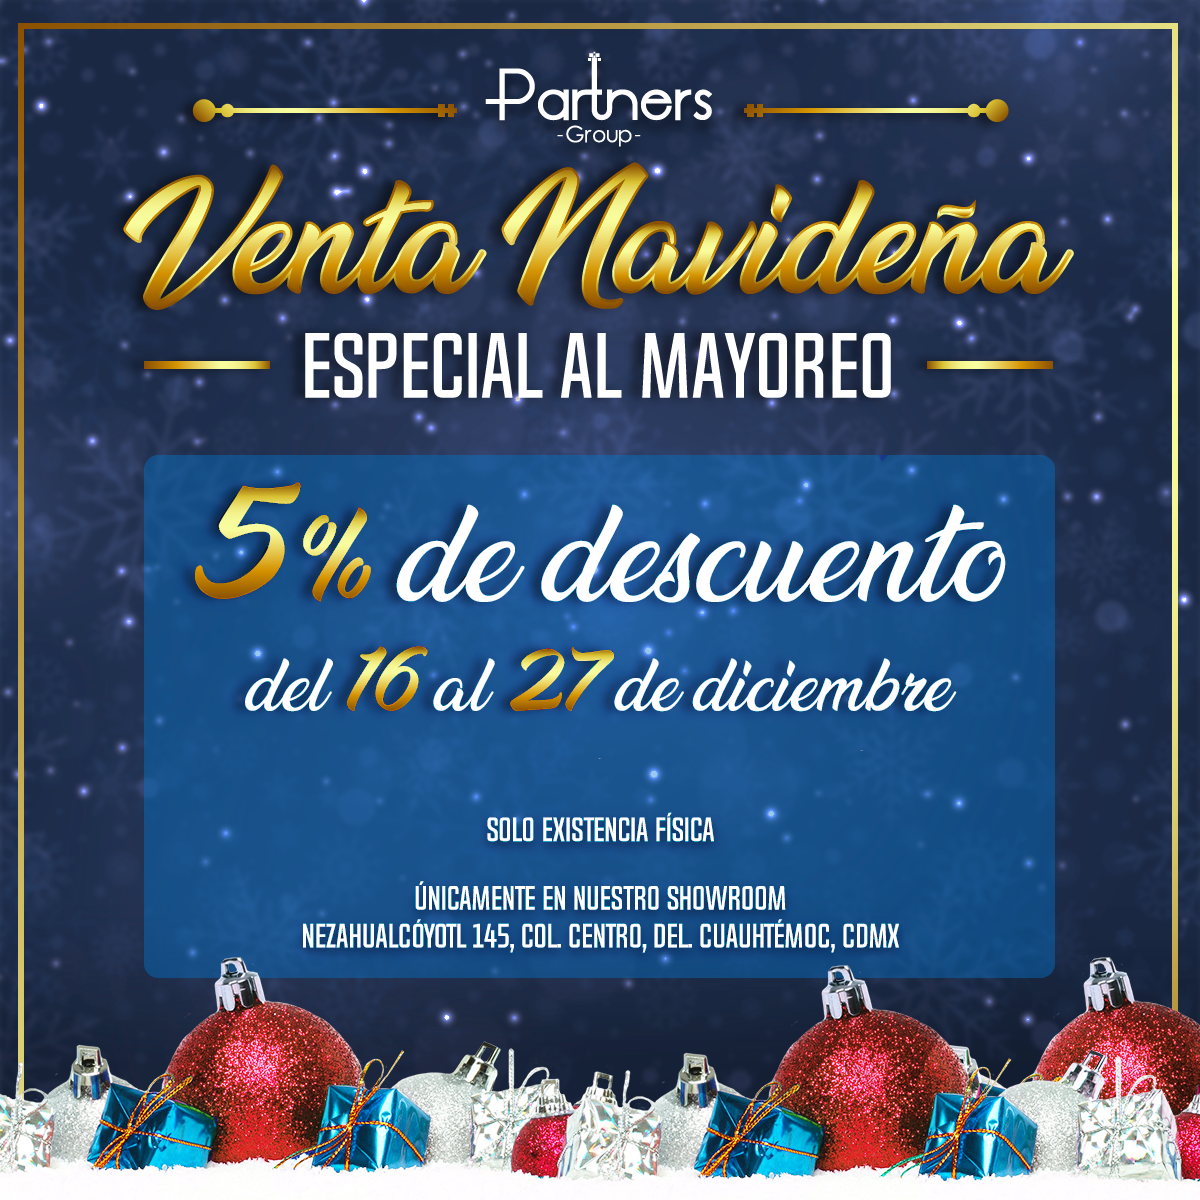 Partners
-Group-
Venta Navideña
ESPECIAL AL MAYOREO
5% de descuento
del 16 al 27 de diciembre
SOLO EXISTENCIA FÍSICA
ÚNICAMENTE EN NUESTRO SHOWROOM
NEZAHUALCÓYOTL 145, COL. CENTRO, DEL. CUAUHTÉMOC, CDMX